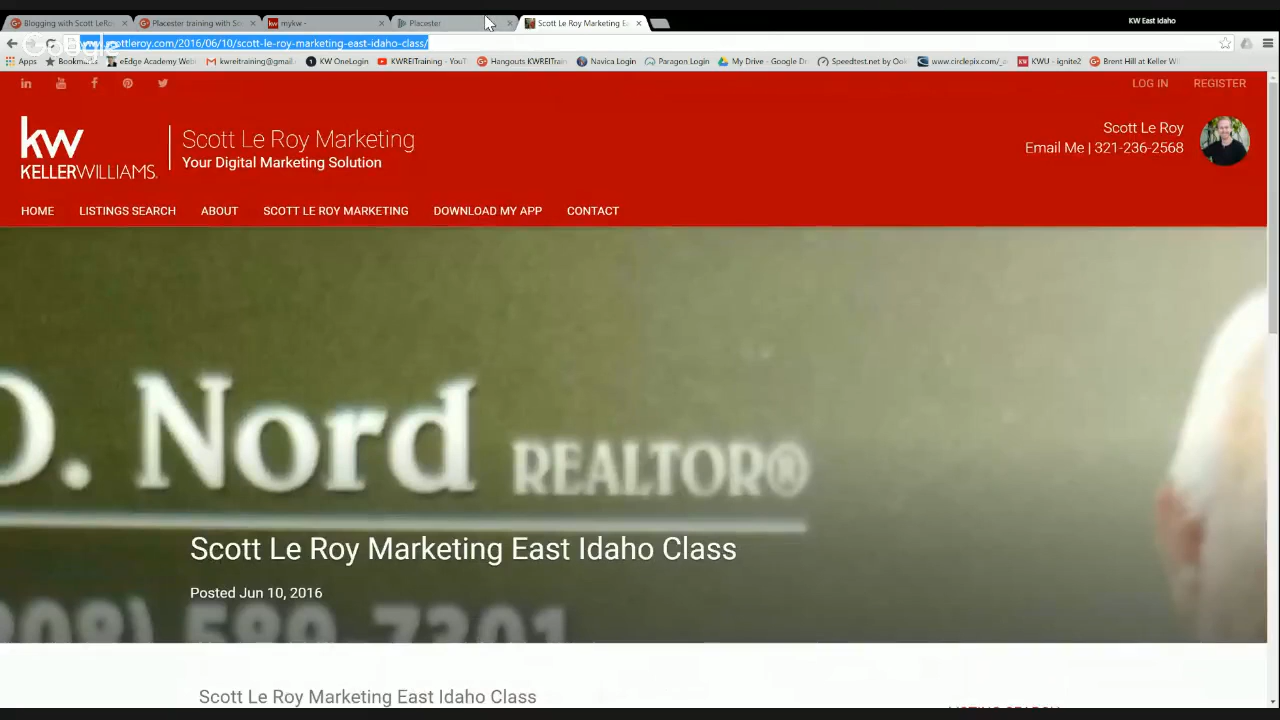 Blogging with Scott LeRo
Placester training with Sc
mykw -
Placester
Scott Le Roy Marketing E
KW East Idaho
Google
scottleroy.com/2016/06/10/scott-le-roy-marketing-east-idaho-class/
Apps
Bookmark
eEdge Academy Web
kwreitraining@gmail
KW OneLogin
KWREITraining - YouT
Hangouts KWREITrain
Navica Login
Paragon Login
My Drive - Google Dr
Speedtest.net by Ook
www.circlepix.com/
KWU - ignite2
Brent Hill at Keller Wi
LOG IN REGISTER
kw
KELLERWILLIAMS.
Scott Le Roy Marketing
Your Digital Marketing Solution
Scott Le Roy
Email Me | 321-236-2568
HOME LISTINGS SEARCH ABOUT SCOTT LE ROY MARKETING DOWNLOAD MY APP CONTACT
D. Nord REALTOR®
Scott Le Roy Marketing East Idaho Class
Posted Jun 10, 2016
Scott Le Roy Marketing East Idaho Class
LISTING SEARCH